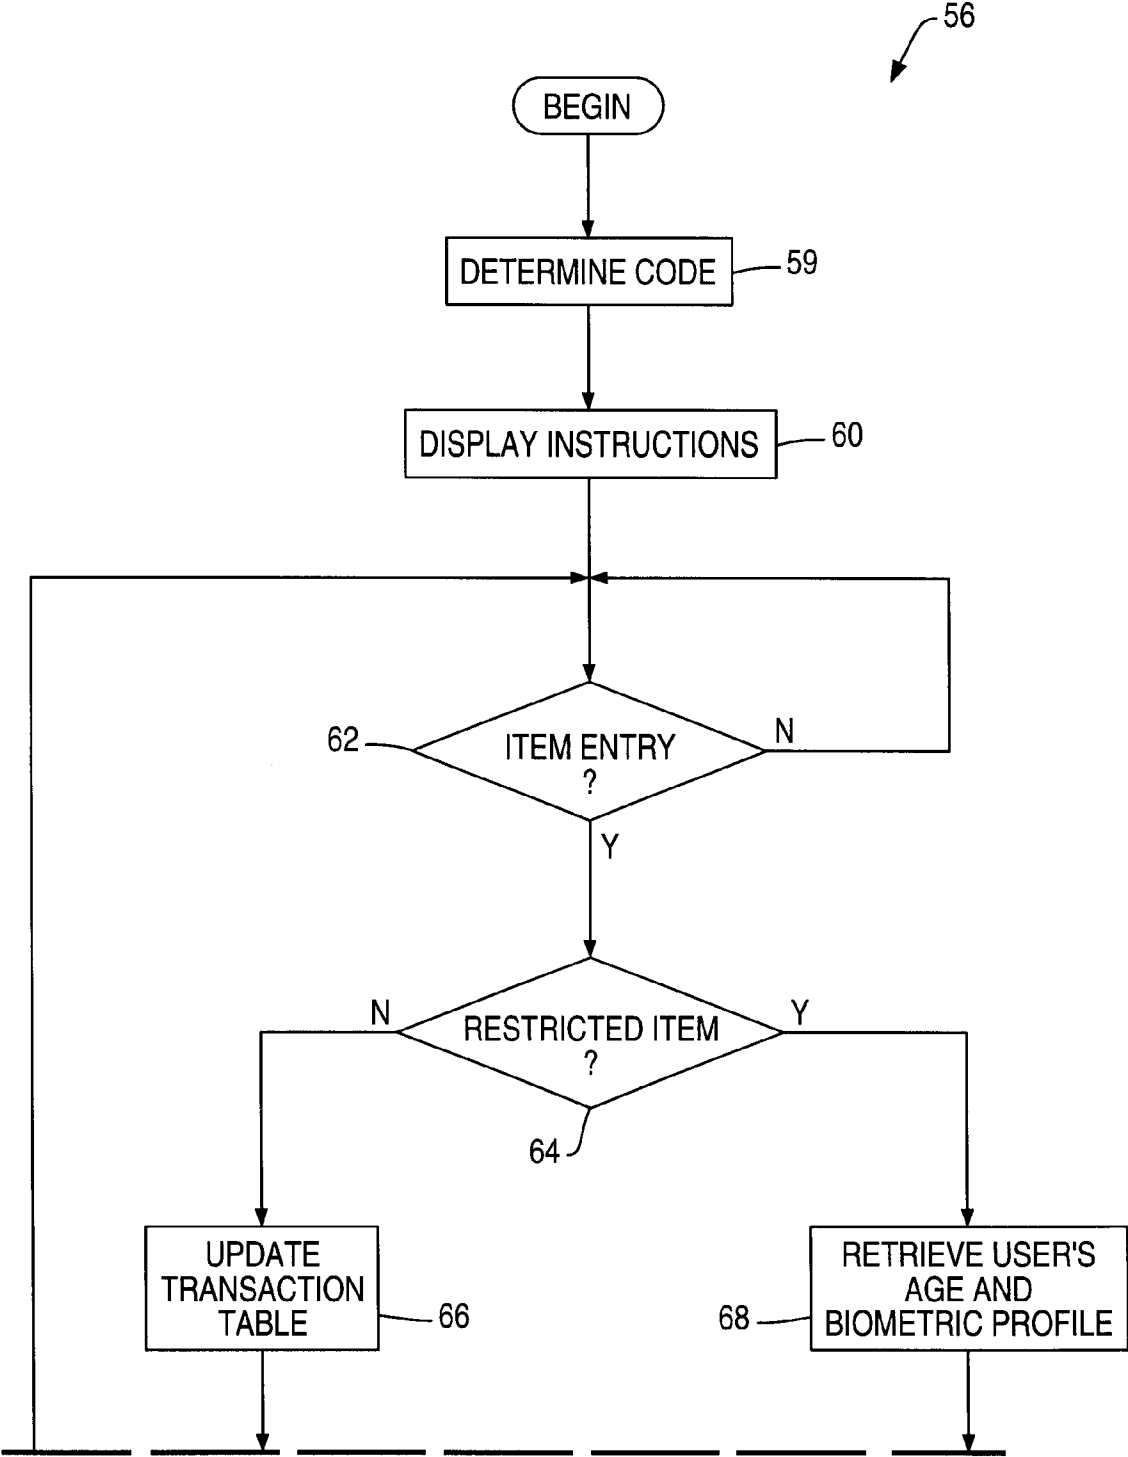 56
BEGIN
DETERMINE CODE
59
DISPLAY INSTRUCTIONS
60
62
ITEM ENTRY
?
N
Y
N
RESTRICTED ITEM
?
Y
64
UPDATE
TRANSACTION
TABLE
66
68
RETRIEVE USER'S
AGE AND
BIOMETRIC PROFILE